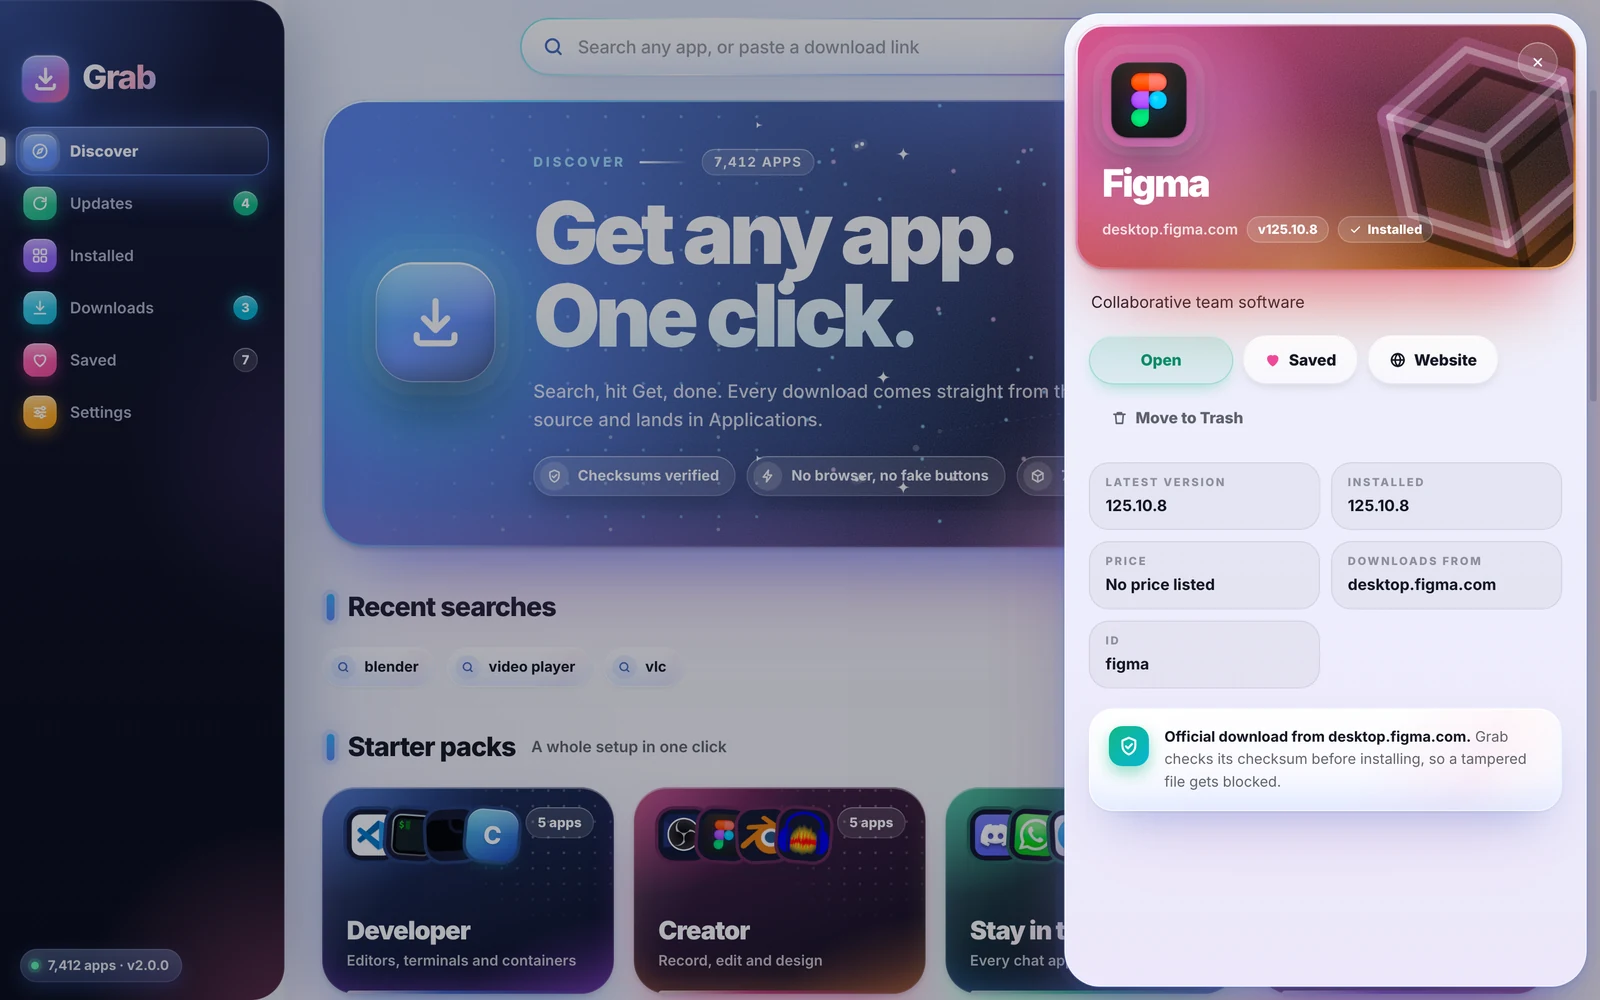 Grab
Discover
Updates
4
Installed
Downloads
3
Saved
7
Settings
7,412 apps · v2.0.0
Search any app, or paste a download link
DISCOVER
7,412 APPS
Get any app.
One click.
Search, hit Get, done. Every download comes straight from
source and lands in Applications.
Checksums verified
No browser, no fake buttons
Recent searches
blender
video player
vlc
Starter packs
A whole setup in one click
$
C
5 apps
Developer
Editors, terminals and containers
5 apps
Creator
Record, edit and design
Stay in
Every chat
Figma
desktop.figma.com
v125.10.8
Installed
Collaborative team software
Open
Saved
Website
Move to Trash
LATEST VERSION
125.10.8
INSTALLED
125.10.8
PRICE
No price listed
DOWNLOADS FROM
desktop.figma.com
ID
figma
Official download from desktop.figma.com. Grab
checks its checksum before installing, so a tampered
file gets blocked.